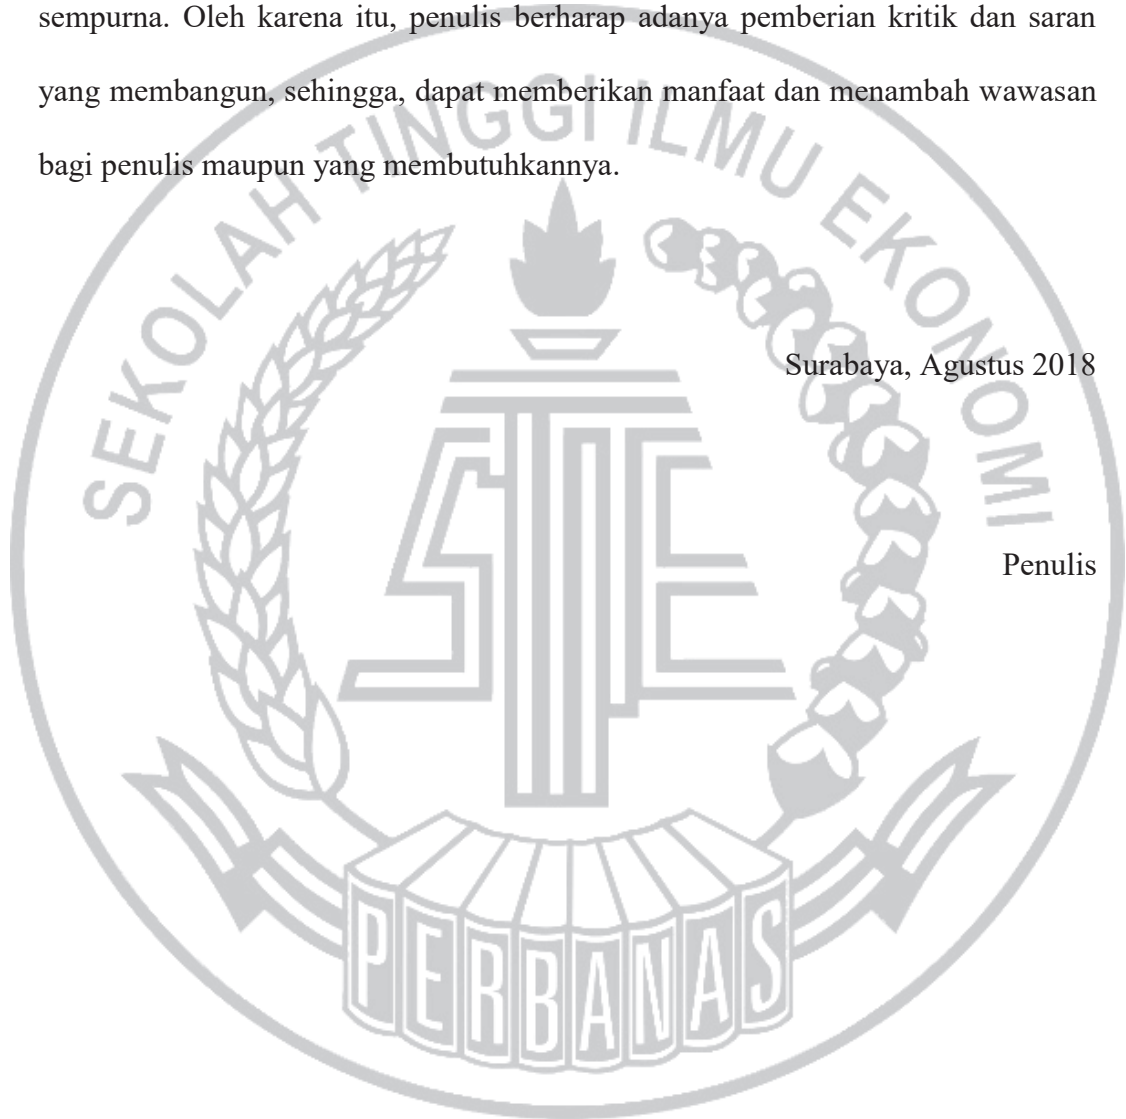 sempurna. Oleh karena itu, penulis berharap adanya pemberian kritik dan saran
yang membangun, sehingga, dapat memberikan manfaat dan menambah wawasan
bagi penulis maupun yang membutuhkannya.
SEKOLAH TINGGI ILMU EKONOMI
Surabaya, Agustus 2018
STIE
Penulis
PERBANAS